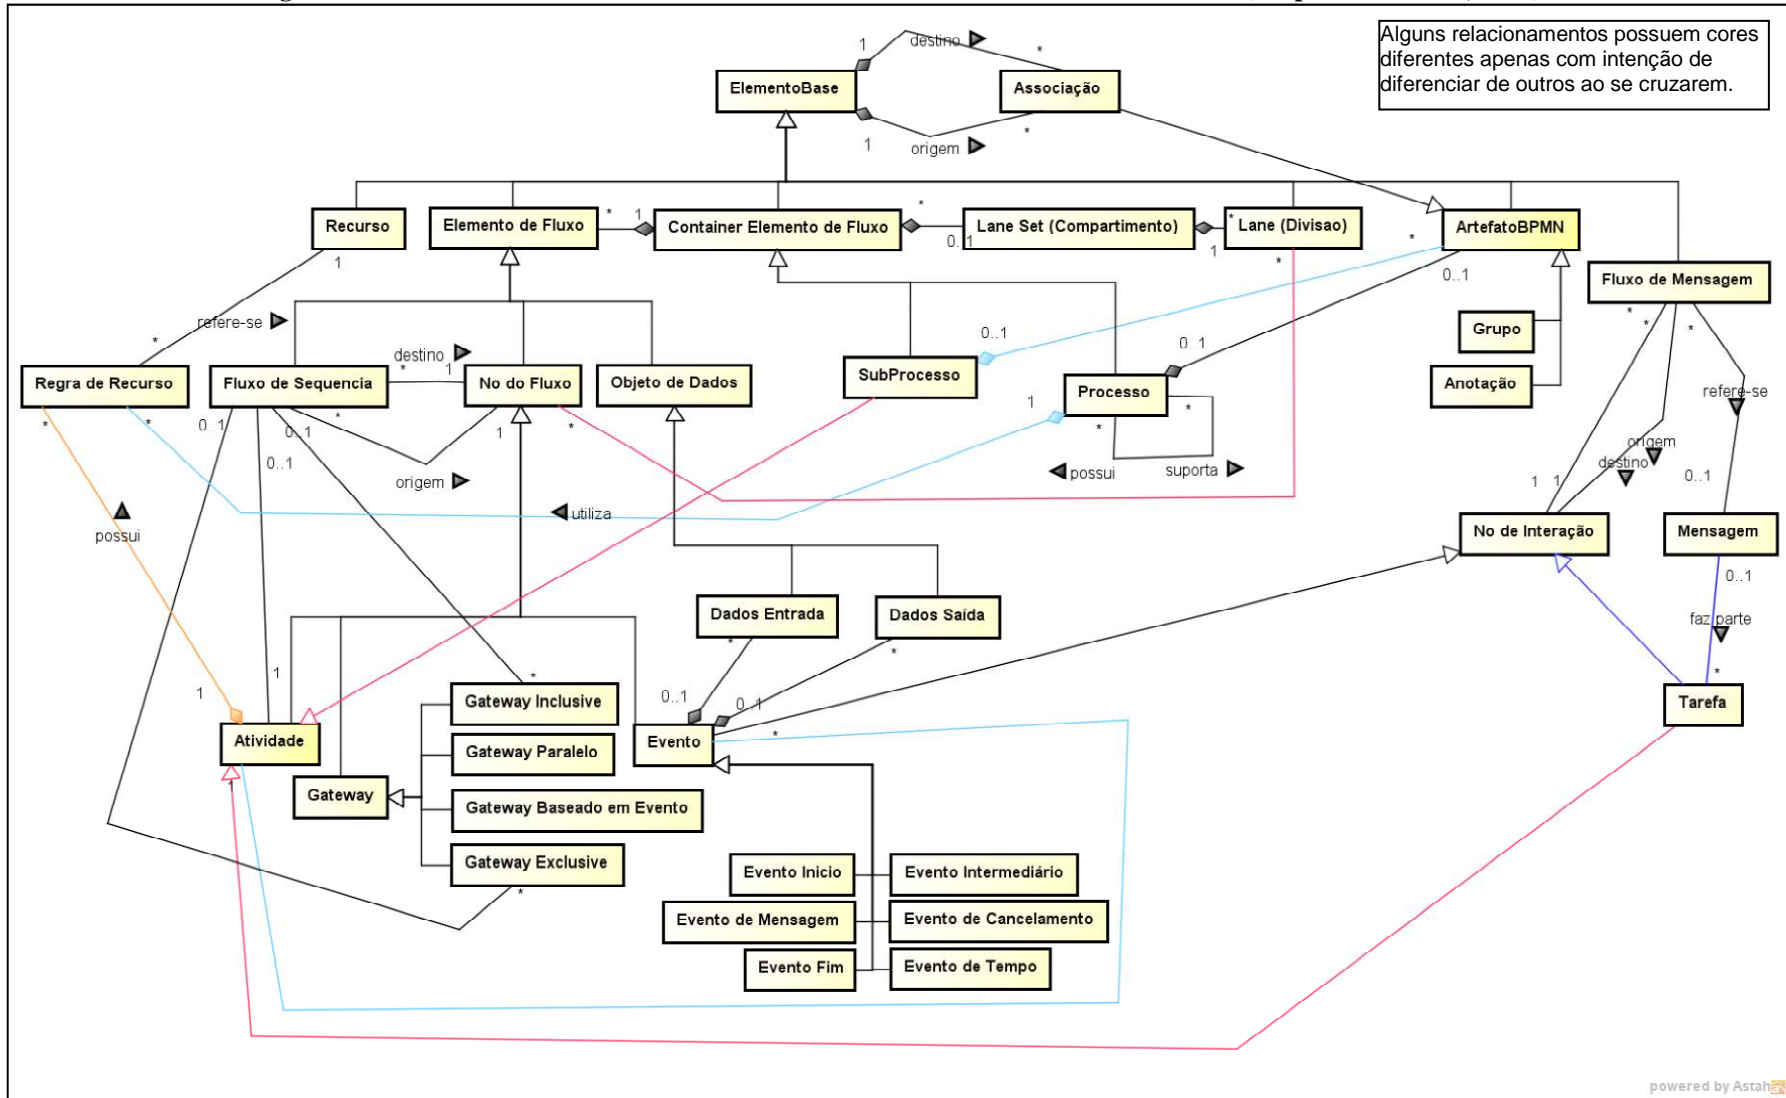 destino
1
*
ElementoBase
Associação
Alguns relacionamentos possuem cores
diferentes apenas com intenção de
diferenciar de outros ao se cruzarem.
1
origem
*
Recurso
Elemento de Fluxo
*
1
Container Elemento de Fluxo
*
0..1
Lane Set (Compartimento)
1
*
Lane (Divisao)
*
ArtefatoBPMN
*
0..1
Fluxo de Mensagem
1
refere-se
*
destino
*
1
Grupo
Anotação
0..1
SubProcesso
0..1
Processo
1
*
*
possui
suporta
Regra de Recurso
Fluxo de Sequencia
No do Fluxo
Objeto de Dados
*
*
0..1
0..1
0..1
*
1
*
origem
utiliza
possui
*
*
*
refere-se
origem
destino
1
1
0..1
No de Interação
Mensagem
0..1
faz parte
*
Tarefa
Dados Entrada
Dados Saída
*
*
0..1
0..1
*
1
1
*
Atividade
1
Gateway
Gateway Inclusive
Gateway Paralelo
Gateway Baseado em Evento
Gateway Exclusive
*
Evento
Evento Inicio
Evento Intermediário
Evento de Mensagem
Evento de Cancelamento
Evento Fim
Evento de Tempo
powered by Astah